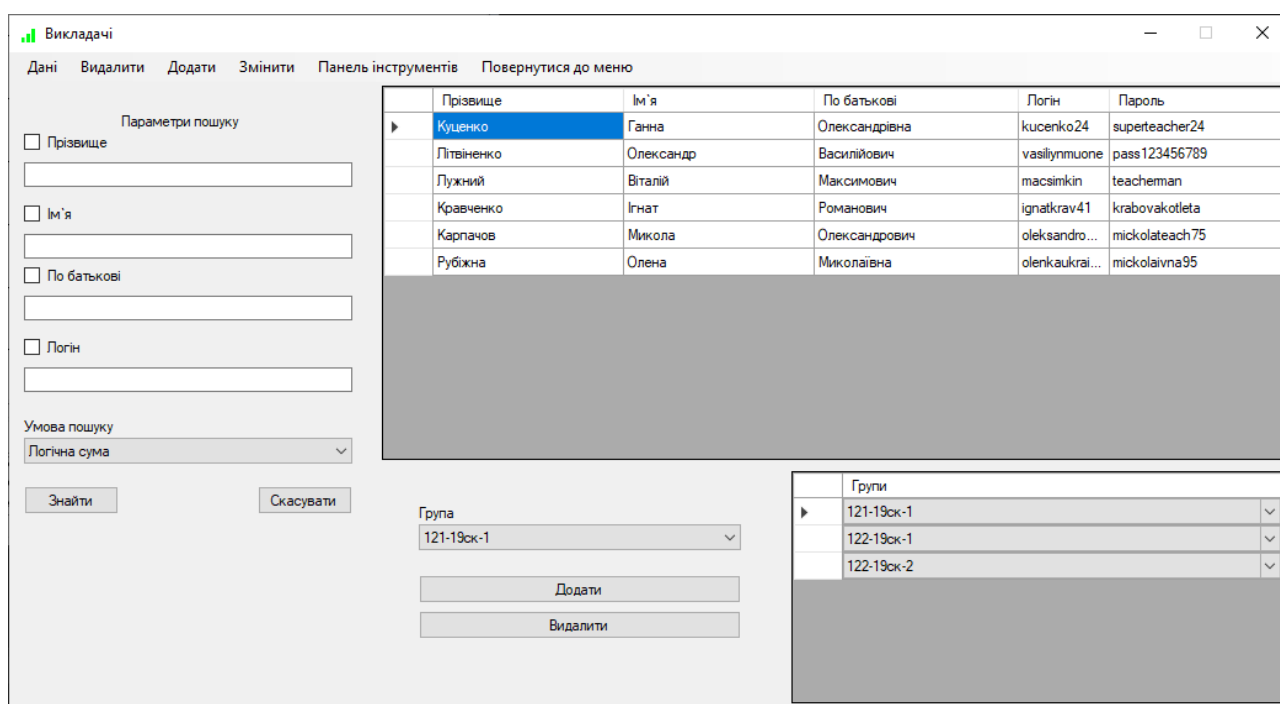 Викладачі
Дані Видалити Додати Змінити Панель інструментів Повернутися до меню
Параметри пошуку
Прізвище
Ім`я
По батькові
Логін
Умова пошуку
Логічна сума
Знайти Скасувати
Прізвище Ім`я По батькові Логін Пароль
Куценко Ганна Олександрівна kucenko24 superteacher24
Літвіненко Олександр Василійович vasiliynmuone pass123456789
Лужний Віталій Максимович macsimkin teacherman
Кравченко Ігнат Романович ignatkrav41 krabovakotleta
Карпачов Микола Олександрович oleksandro... mickolateach75
Рубіжна Олена Миколаївна olenkaukrai... mickolaivna95
Група
121-19ск-1
Додати
Видалити
Групи
121-19ск-1
122-19ск-1
122-19ск-2